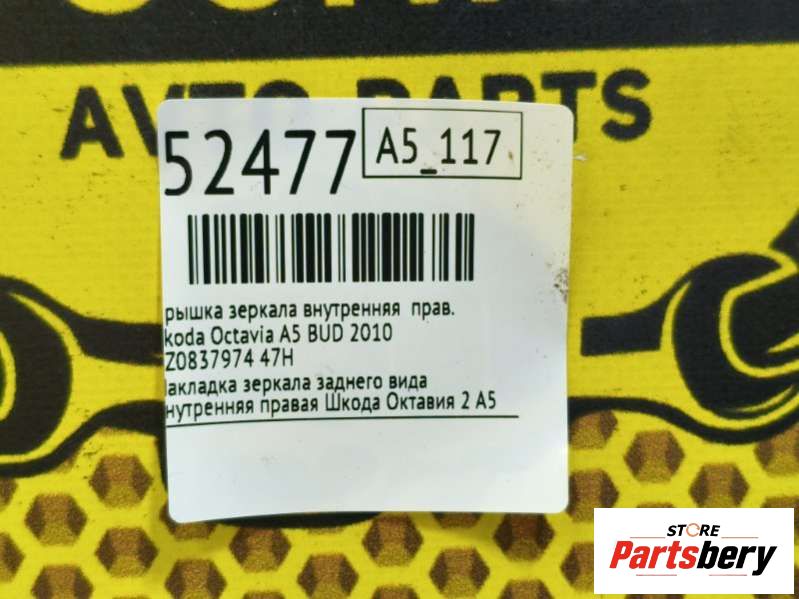 AVTO PARTS
52477
A5_117
рышка зеркала внутренняя прав.
koda Octavia A5 BUD 2010
Z0837974 47H
акладка зеркала заднего вида
нутренняя правая Шкода Октавия 2 А5
STORE
Partsbery